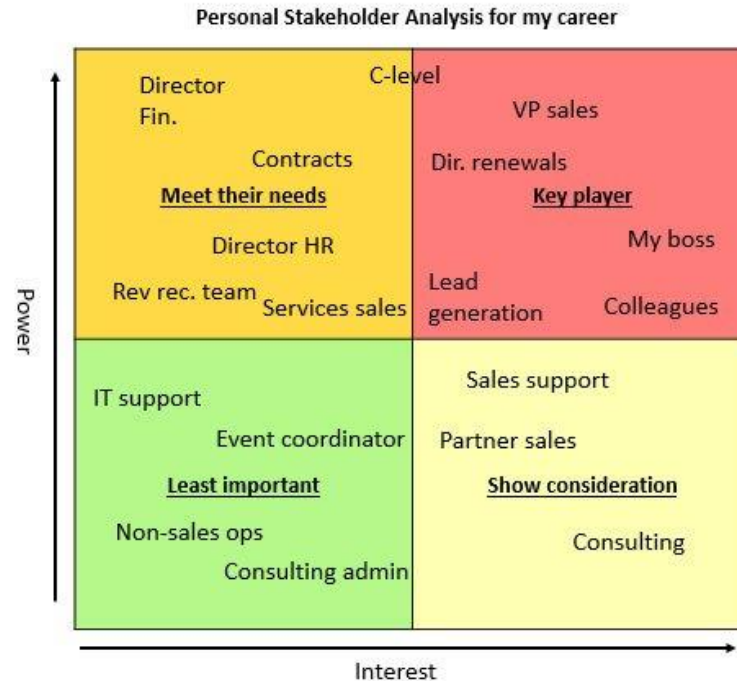 Personal Stakeholder Analysis for my career
Director
Fin.
C-level
VP sales
Contracts
Dir. renewals
Meet their needs
Key player
Director HR
My boss
Rev rec. team
Services sales
Lead
generation
Colleagues
Power
IT support
Sales support
Event coordinator
Partner sales
Least important
Show consideration
Non-sales ops
Consulting
Consulting admin
Interest